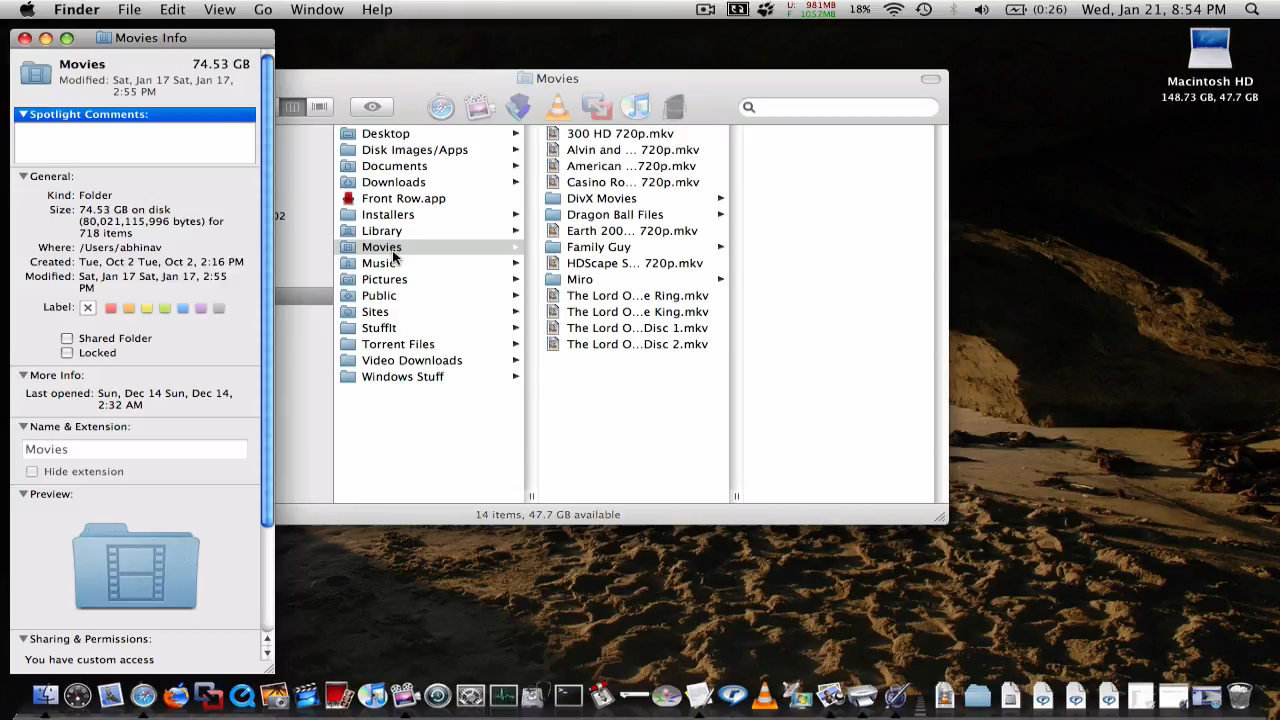 Finder File Edit View Go Window Help
U: 981MB
F: 1057MB
18%
(0:26)
Wed, Jan 21, 8:54 PM
Movies Info
Movies 74.53 GB
Modified: Sat, Jan 17 Sat, Jan 17,
2:55 PM
Spotlight Comments:
General:
Kind: Folder
Size: 74.53 GB on disk
(80,021,115,996 bytes) for
718 items
Where: /Users/abhinav
Created: Tue, Oct 2 Tue, Oct 2, 2:16 PM
Modified: Sat, Jan 17 Sat, Jan 17, 2:55
PM
Label:
Shared Folder
Locked
More Info:
Last opened: Sun, Dec 14 Sun, Dec 14,
2:32 AM
Name & Extension:
Movies
Hide extension
Preview:
Sharing & Permissions:
You have custom access
Movies
02
Desktop
Disk Images/Apps
Documents
Downloads
Front Row.app
Installers
Library
Movies
Music
Pictures
Public
Sites
StuffIt
Torrent Files
Video Downloads
Windows Stuff
300 HD 720p.mkv
Alvin and ... 720p.mkv
American ...720p.mkv
Casino Ro... 720p.mkv
DivX Movies
Dragon Ball Files
Earth 200... 720p.mkv
Family Guy
HDScape S... 720p.mkv
Miro
The Lord O...e Ring.mkv
The Lord O...e King.mkv
The Lord O...Disc 1.mkv
The Lord O...Disc 2.mkv
14 items, 47.7 GB available
Macintosh HD
148.73 GB, 47.7 GB